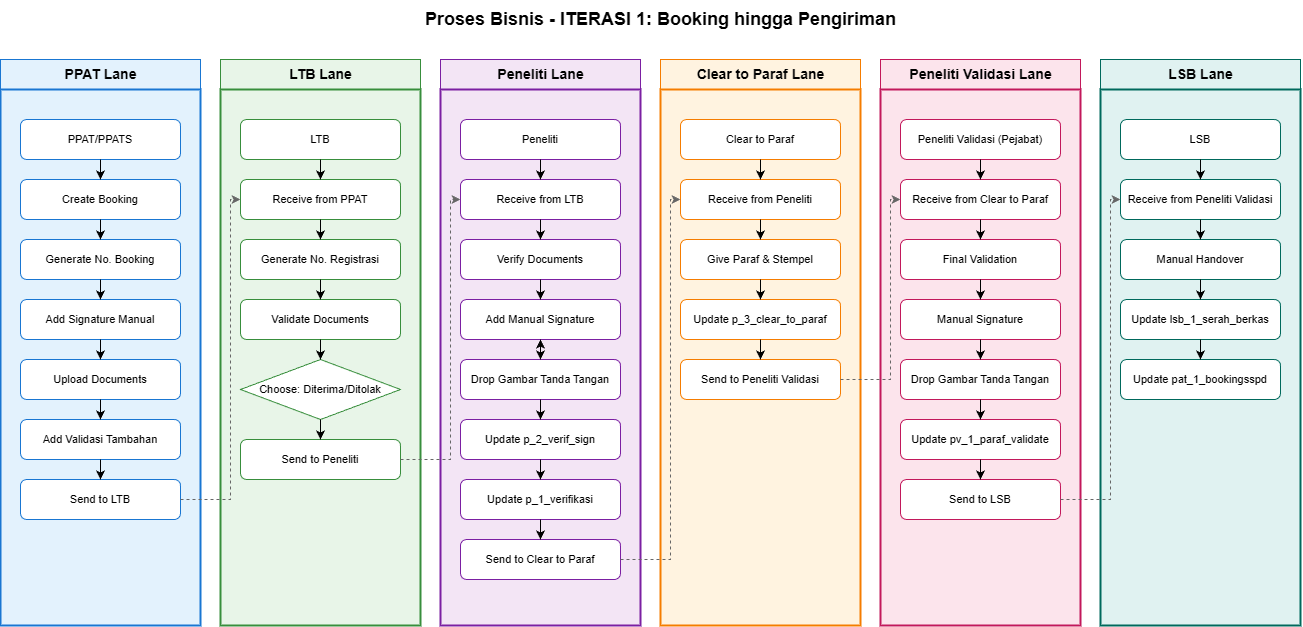 Proses Bisnis - ITERASI 1: Booking hingga Pengiriman
PPAT Lane
PPAT/PPATS
Create Booking
Generate No. Booking
Add Signature Manual
Upload Documents
Add Validasi Tambahan
Send to LTB
LTB Lane
LTB
Receive from PPAT
Generate No. Registrasi
Validate Documents
Choose: Diterima/Ditolak
Send to Peneliti
Peneliti Lane
Peneliti
Receive from LTB
Verify Documents
Add Manual Signature
Drop Gambar Tanda Tangan
Update p_2_verif_sign
Update p_1_verifikasi
Send to Clear to Paraf
Clear to Paraf Lane
Clear to Paraf
Receive from Peneliti
Give Paraf & Stempel
Update p_3_clear_to_paraf
Send to Peneliti Validasi
Peneliti Validasi Lane
Peneliti Validasi (Pejabat)
Receive from Clear to Paraf
Final Validation
Manual Signature
Drop Gambar Tanda Tangan
Update pv_1_paraf_validate
Send to LSB
LSB Lane
LSB
Receive from Peneliti Validasi
Manual Handover
Update lsb_1_serah_berkas
Update pat_1_bookingsspd